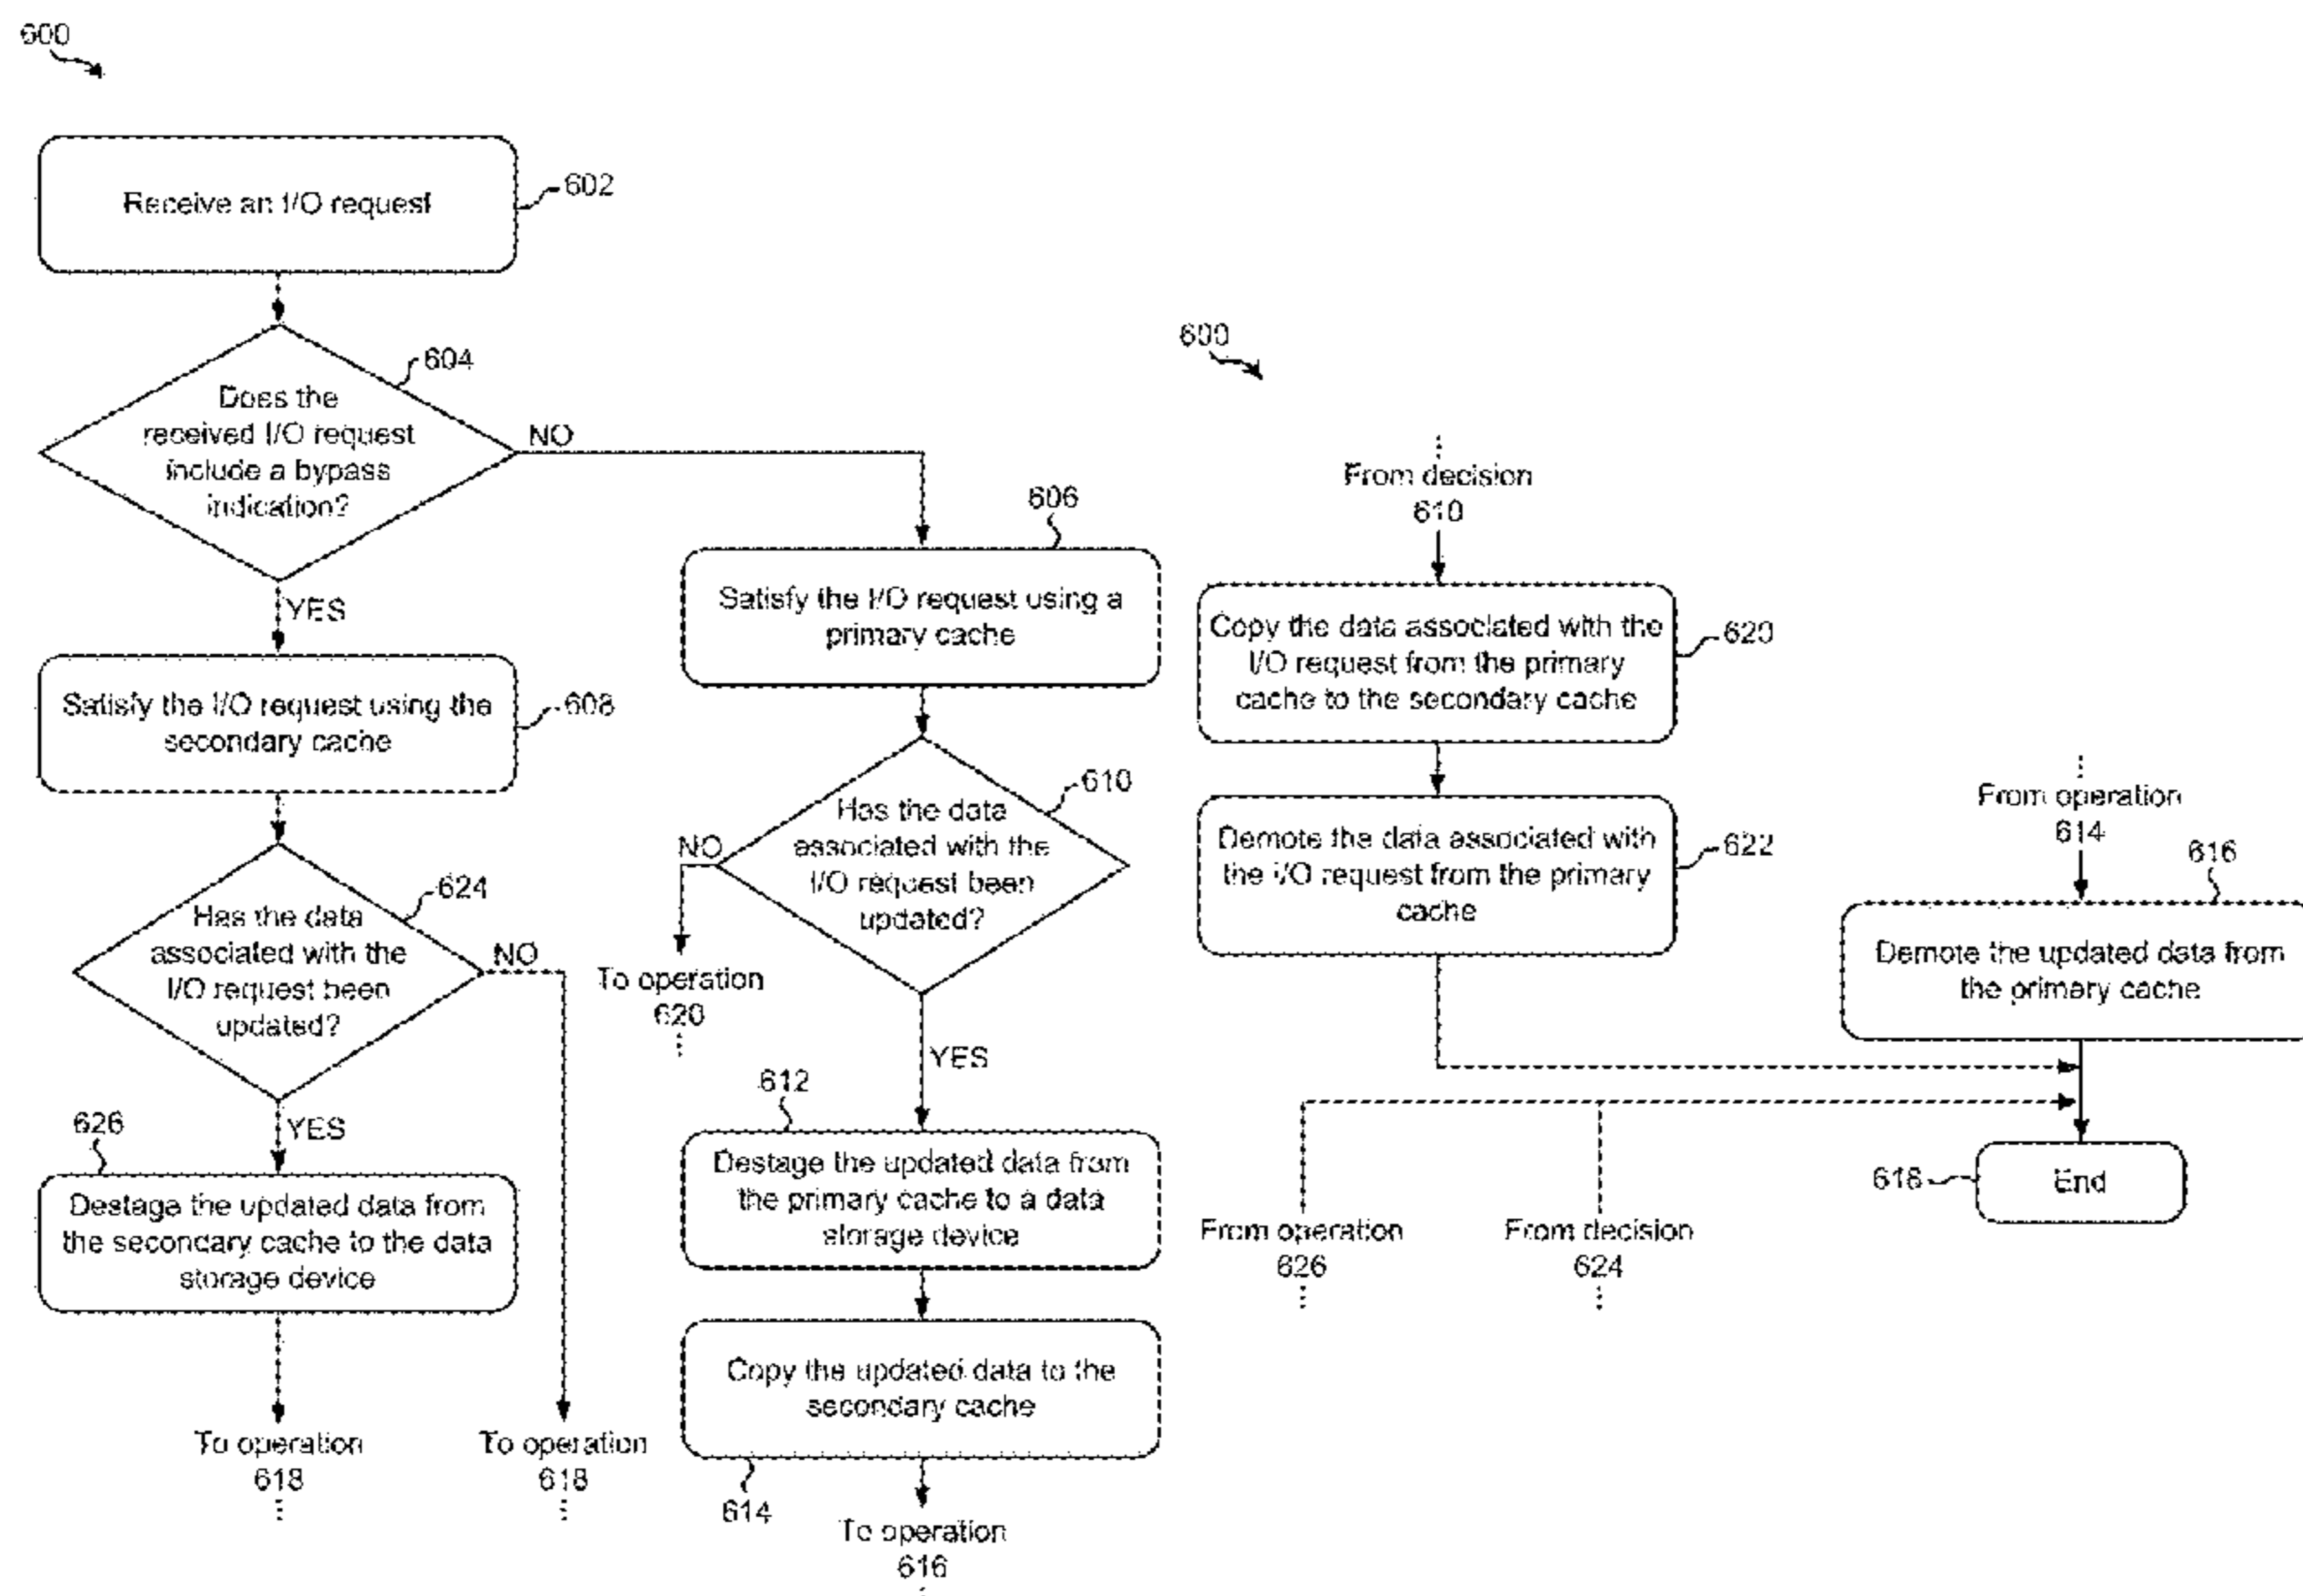 600
Receive an I/O request
602
604
Does the
received I/O request
include a bypass
indication?
NO
YES
606
Satisfy the I/O request using a
primary cache
Satisfy the I/O request using the
secondary cache
608
610
Has the data
associated with the
I/O request been
updated?
NO
To operation
620
YES
624
Has the data
associated with the
I/O request been
updated?
NO
YES
626
Destage the updated data from
the secondary cache to the data
storage device
To operation
618
To operation
618
612
Destage the updated data from
the primary cache to a data
storage device
Copy the updated data to the
secondary cache
614
To operation
616
600
From decision
610
Copy the data associated with the
I/O request from the primary
cache to the secondary cache
620
Demote the data associated with
the I/O request from the primary
cache
622
From operation
614
616
Demote the updated data from
the primary cache
618
End
From operation
626
From decision
624